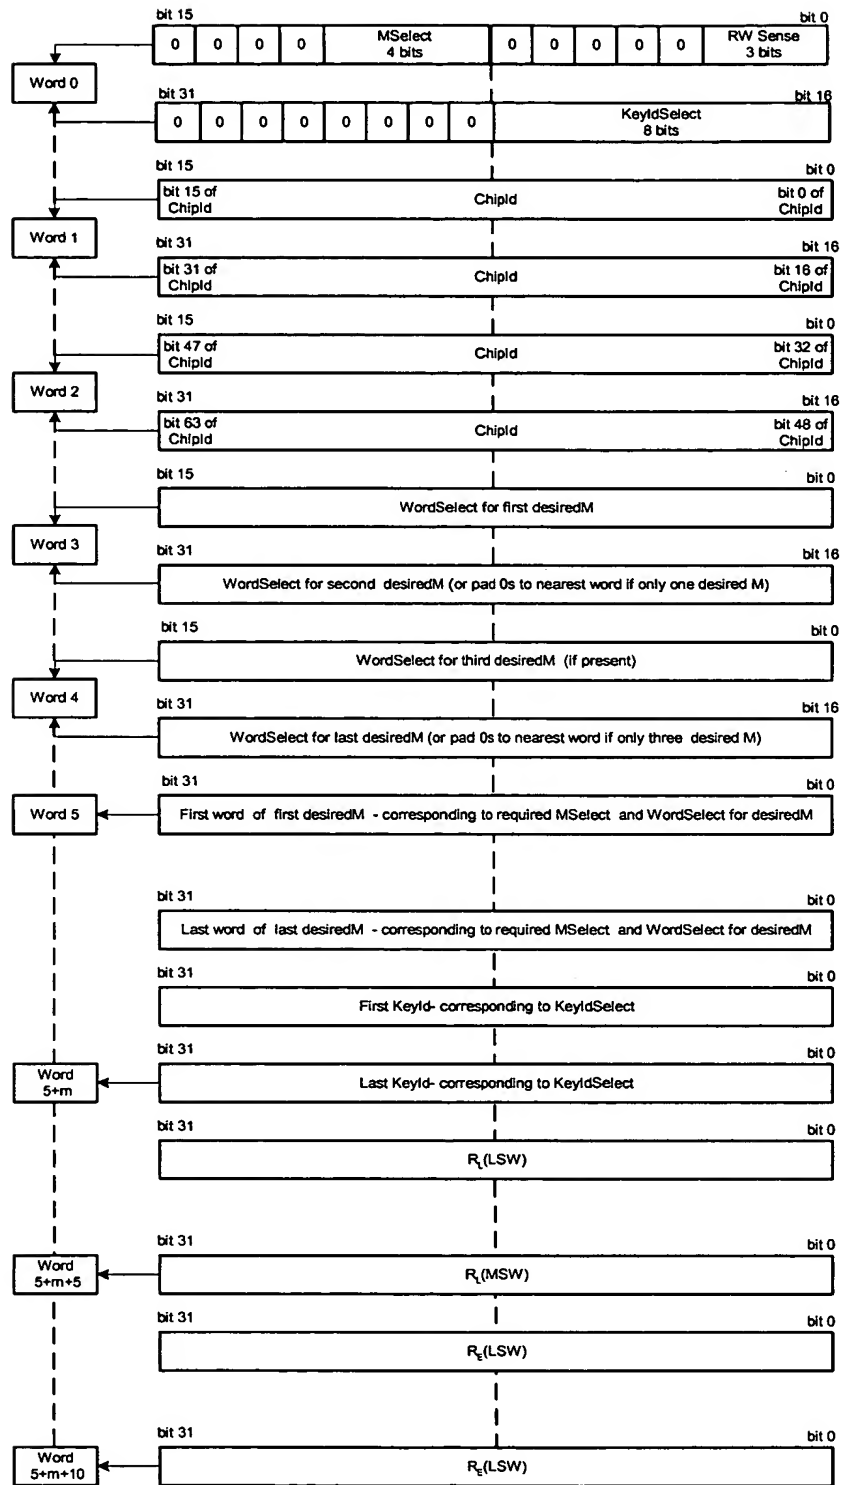 bit 15 bit 0
0 0 0 0 MSelect 4 bits 0 0 0 0 0 RW Sense 3 bits
Word 0
bit 31 bit 16
0 0 0 0 0 0 0 0 KeyIdSelect 8 bits
bit 15 bit 0
bit 15 of ChipId ChipId bit 0 of ChipId
Word 1
bit 31 bit 16
bit 31 of ChipId ChipId bit 16 of ChipId
bit 15 bit 0
bit 47 of ChipId ChipId bit 32 of ChipId
Word 2
bit 31 bit 16
bit 63 of ChipId ChipId bit 48 of ChipId
bit 15 bit 0
WordSelect for first desiredM
Word 3
bit 31 bit 16
WordSelect for second desiredM (or pad 0s to nearest word if only one desired M)
bit 15 bit 0
WordSelect for third desiredM (if present)
Word 4
bit 31 bit 16
WordSelect for last desiredM (or pad 0s to nearest word if only three desired M)
bit 31 bit 0
Word 5 First word of first desiredM - corresponding to required MSelect and WordSelect for desiredM
bit 31 bit 0
Last word of last desiredM - corresponding to required MSelect and WordSelect for desiredM
bit 31 bit 0
First KeyId- corresponding to KeyIdSelect
bit 31 bit 0
Word 5+m Last KeyId- corresponding to KeyIdSelect
bit 31 bit 0
R_L(LSW)
bit 31 bit 0
Word 5+m+5 R_L(MSW)
bit 31 bit 0
R_E(LSW)
bit 31 bit 0
Word 5+m+10 R_E(LSW)